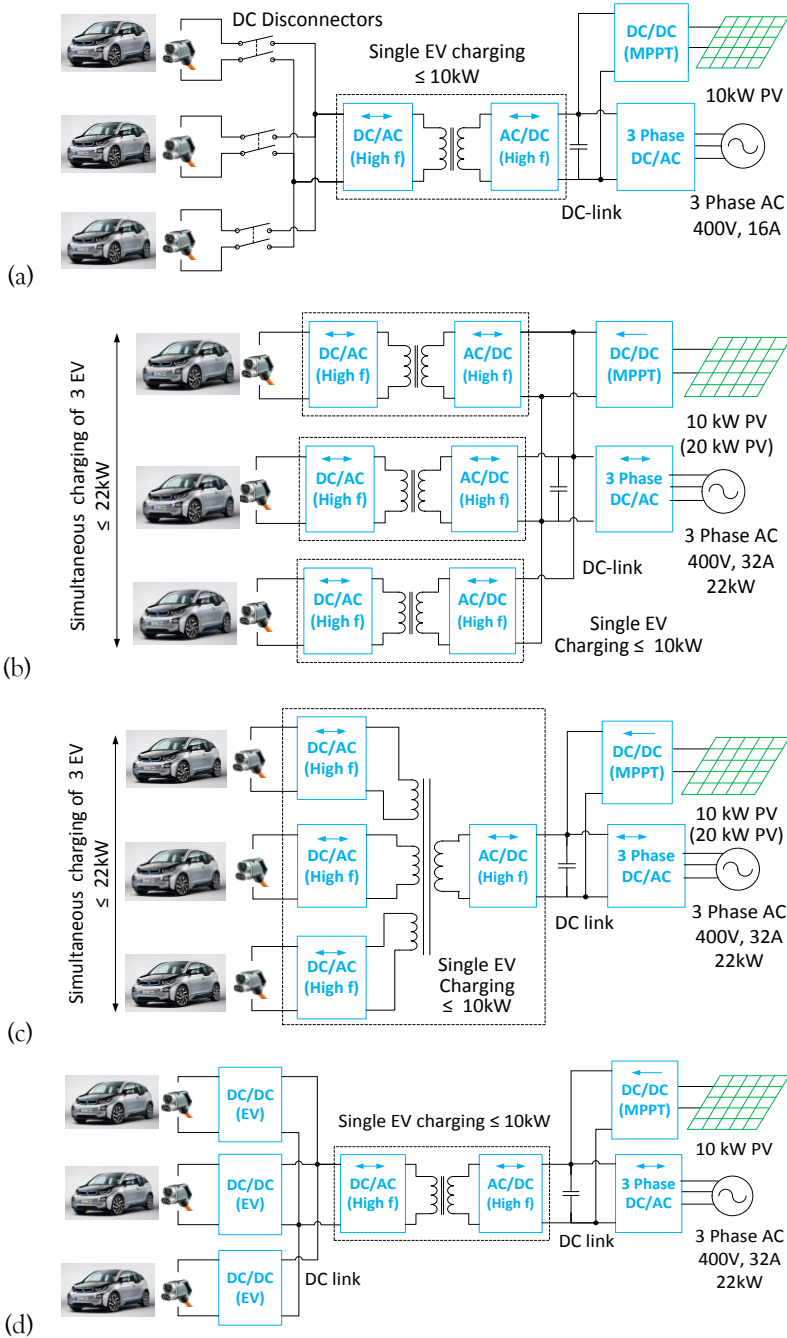 DC Disconnectors
Single EV charging
≤ 10kW
DC/DC
(MPPT)
10kW PV
DC/AC
(High f)
AC/DC
(High f)
3 Phase
DC/AC
DC-link
3 Phase AC
400V, 16A
(a)
Simultaneous charging of 3 EV
≤ 22kW
DC/AC
(High f)
AC/DC
(High f)
DC/DC
(MPPT)
10 kW PV
(20 kW PV)
DC/AC
(High f)
AC/DC
(High f)
3 Phase
DC/AC
3 Phase AC
400V, 32A
22kW
DC-link
DC/AC
(High f)
AC/DC
(High f)
Single EV
Charging ≤ 10kW
(b)
Simultaneous charging of 3 EV
≤ 22kW
DC/AC
(High f)
DC/DC
(MPPT)
10 kW PV
(20 kW PV)
DC/AC
(High f)
AC/DC
(High f)
3 Phase
DC/AC
DC link
3 Phase AC
400V, 32A
22kW
DC/AC
(High f)
Single EV
Charging
≤ 10kW
(c)
DC/DC
(EV)
Single EV charging ≤ 10kW
DC/DC
(MPPT)
10 kW PV
DC/DC
(EV)
DC/AC
(High f)
AC/DC
(High f)
3 Phase
DC/AC
DC link
3 Phase AC
400V, 32A
22kW
DC/DC
(EV)
DC link
(d)